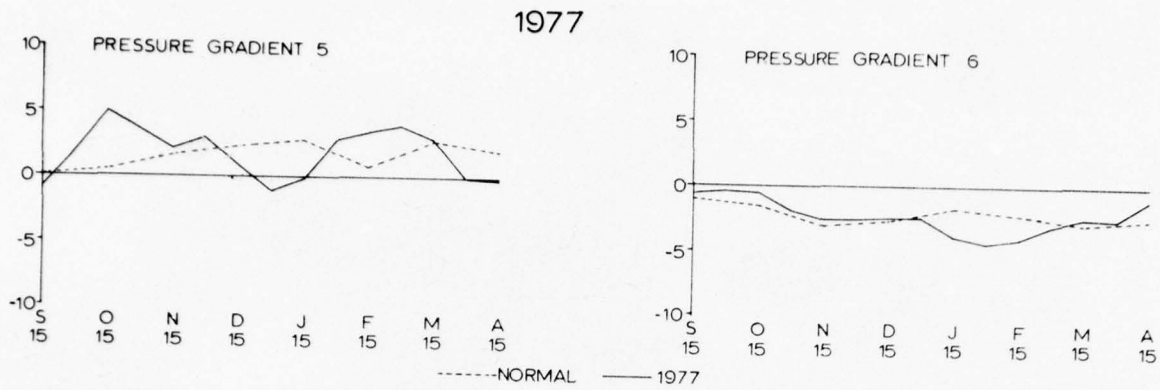 1977
PRESSURE GRADIENT 5
10
5
0
-5
-10
S O N D J F M A
15 15 15 15 15 15 15 15
PRESSURE GRADIENT 6
10
5
0
-5
-10
S O N D J F M A
15 15 15 15 15 15 15 15
NORMAL 1977